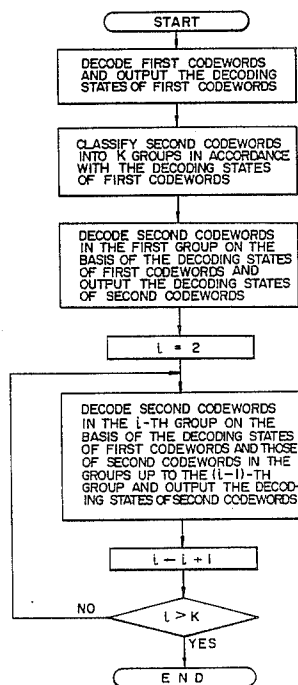 START
DECODE FIRST CODEWORDS
AND OUTPUT THE DECODING
STATES OF FIRST CODEWORDS
CLASSIFY SECOND CODEWORDS
INTO K GROUPS IN ACCORDANCE
WITH THE DECODING STATES
OF FIRST CODEWORDS
DECODE SECOND CODEWORDS
IN THE FIRST GROUP ON THE
BASIS OF THE DECODING STATES
OF FIRST CODEWORDS AND
OUTPUT THE DECODING STATES
OF SECOND CODEWORDS
i = 2
DECODE SECOND CODEWORDS
IN THE i-TH GROUP ON THE
BASIS OF THE DECODING STATES
OF FIRST CODEWORDS AND THOSE
OF SECOND CODEWORDS IN THE
GROUPS UP TO THE (i-1)-TH
GROUP AND OUTPUT THE DECOD-
ING STATES OF SECOND CODEWORDS
i ← i + 1
NO
i > K
YES
END